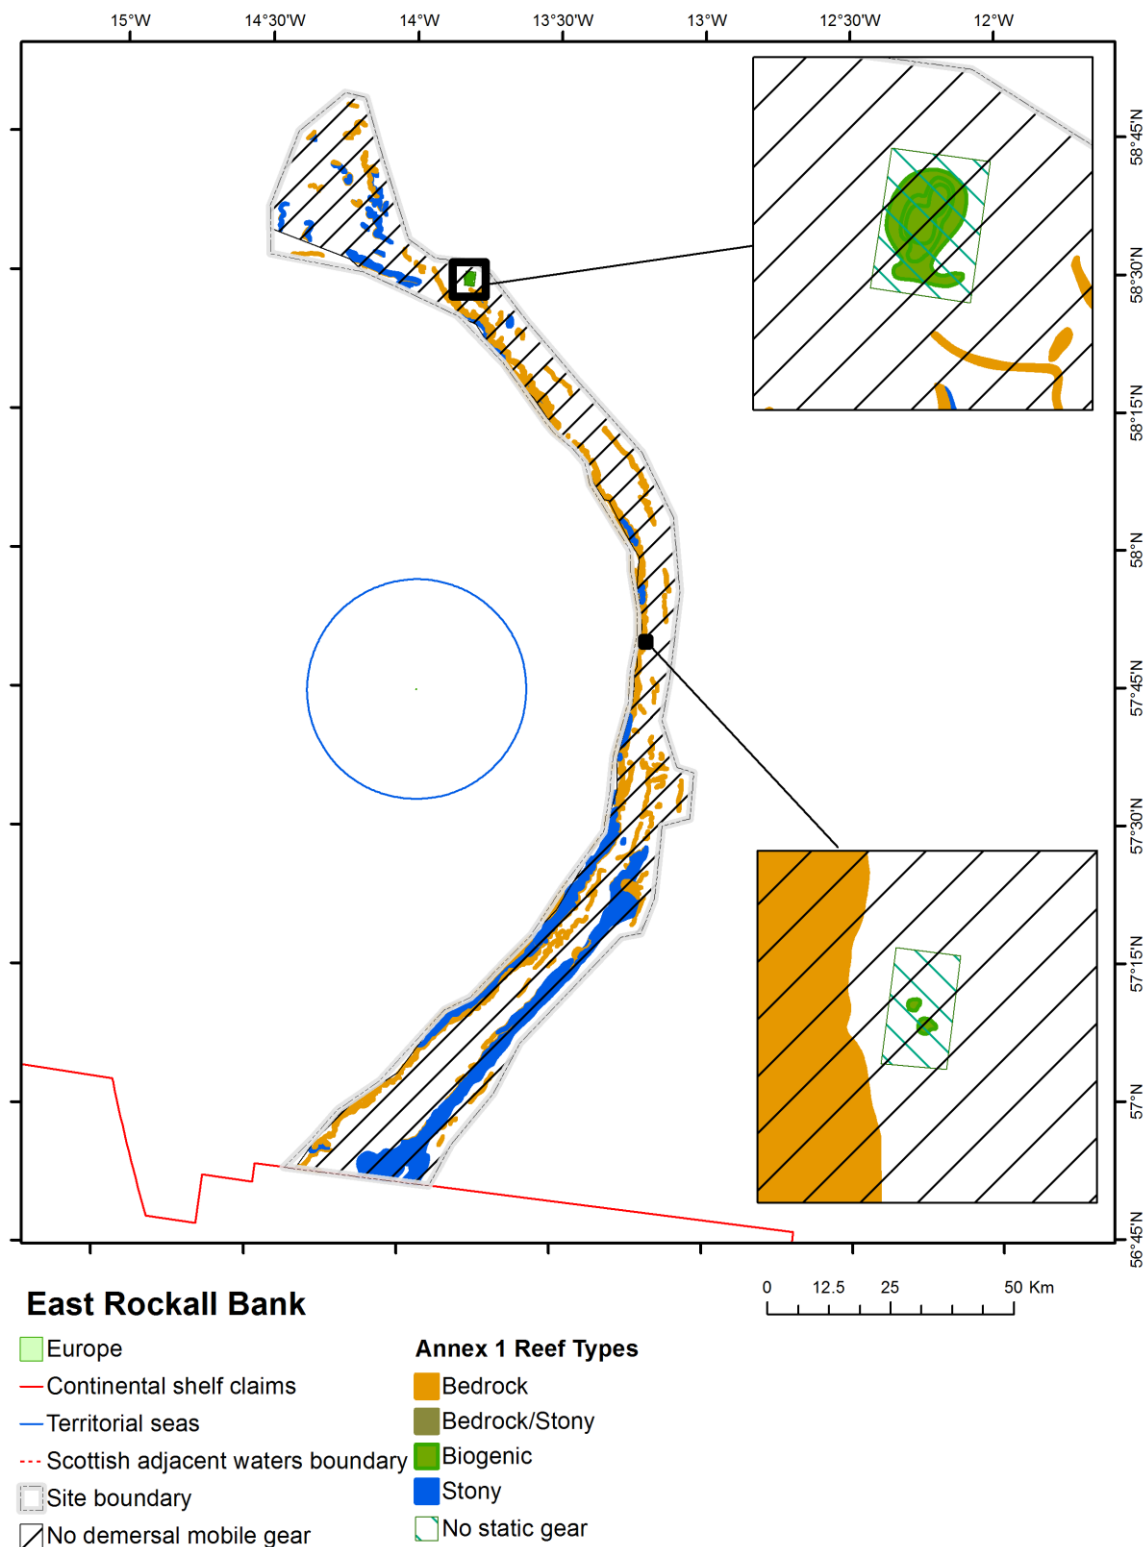 15°W 14°30'W 14°W 13°30'W 13°W 12°30'W 12°W
58°45'N
58°30'N
58°15'N
58°N
57°45'N
57°30'N
57°15'N
57°N
56°45'N
East Rockall Bank
0 12.5 25 50 Km
Europe
Continental shelf claims
Territorial seas
Scottish adjacent waters boundary
Site boundary
No demersal mobile gear
Annex 1 Reef Types
Bedrock
Bedrock/Stony
Biogenic
Stony
No static gear